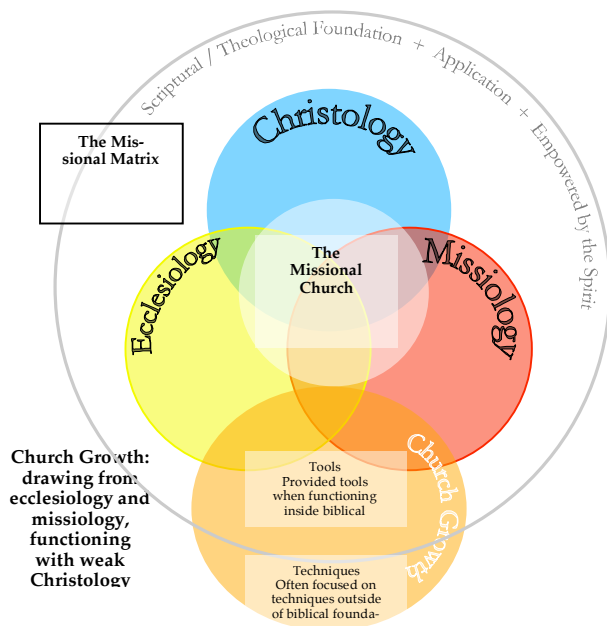 Scriptural / Theological Foundation + Application + Empowered by the Spirit
The Mis-
sional Matrix
Christology
Ecclesiology
Missiology
The
Missional
Church
Church Growth:
drawing from
ecclesiology and
missiology,
functioning
with weak
Christology
Church Growth
Tools
Provided tools
when functioning
inside biblical
Techniques
Often focused on
techniques outside
of biblical founda-